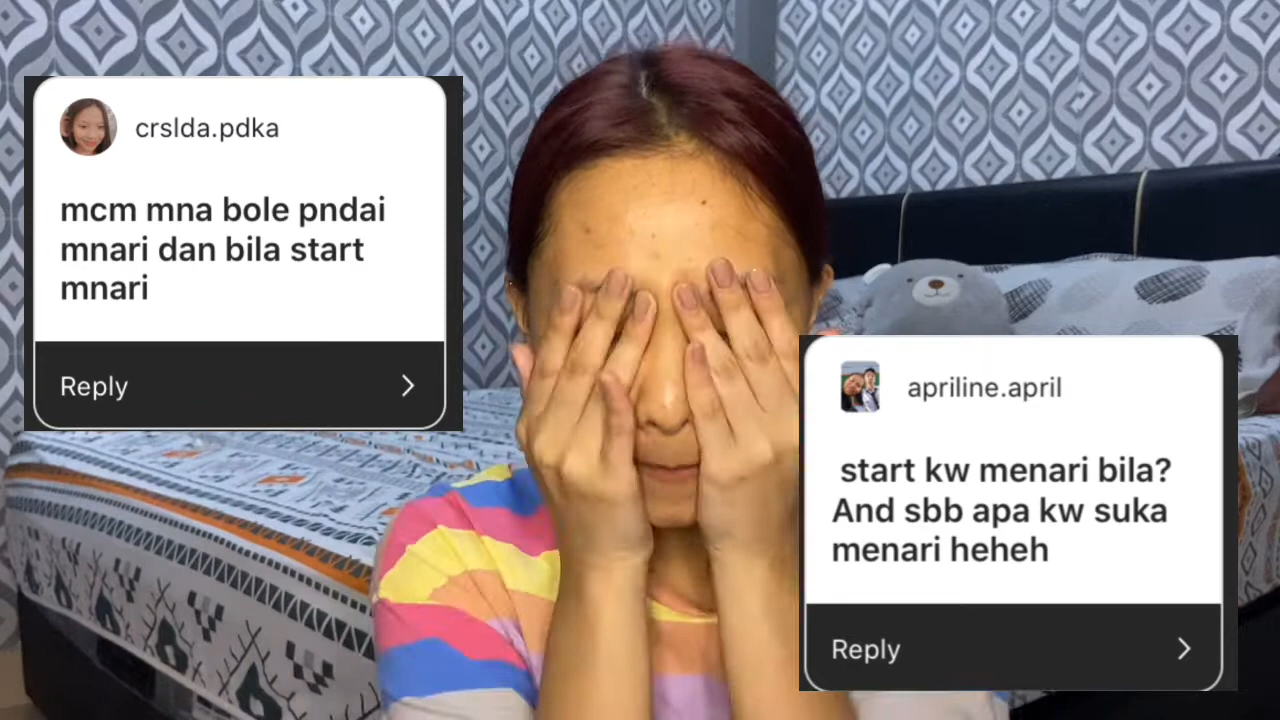 crslda.pdka
mcm mna bole pndai
mnari dan bila start
mnari
Reply
apriline.april
start kw menari bila?
And sbb apa kw suka
menari heheh
Reply